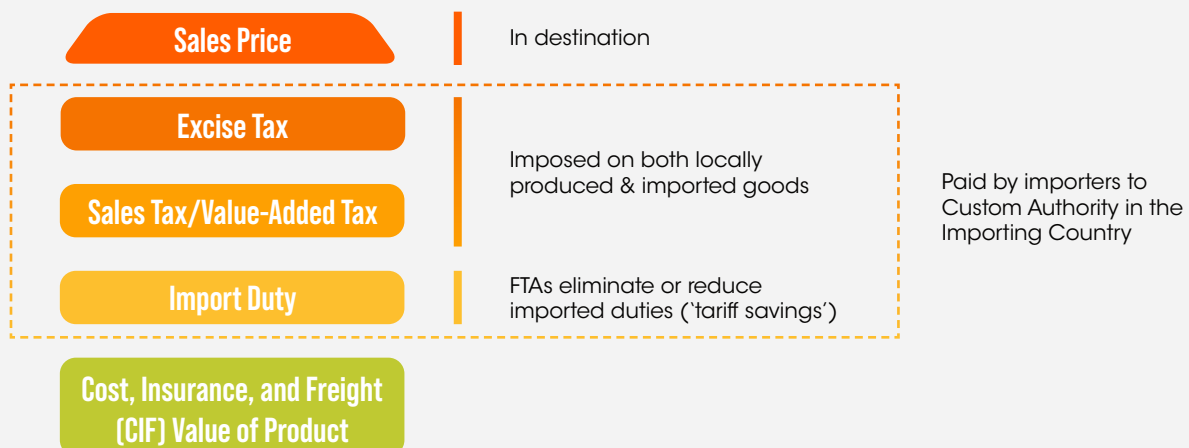 Sales Price
In destination
Excise Tax
Imposed on both locally
produced & imported goods
Sales Tax/Value-Added Tax
Paid by importers to
Custom Authority in the
Importing Country
Import Duty
FTAs eliminate or reduce
imported duties (‘tariff savings’)
Cost, Insurance, and Freight
(CIF) Value of Product